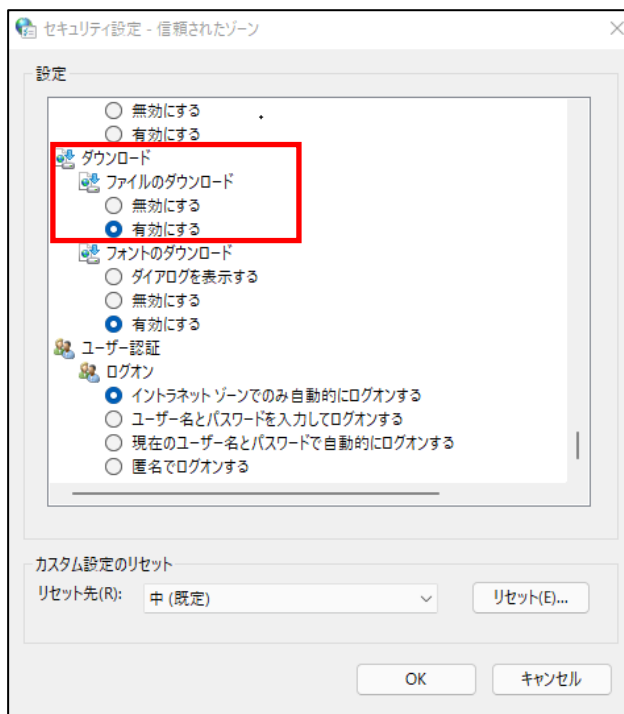 セキュリティ設定 - 信頼されたゾーン
設定
無効にする
有効にする
ダウンロード
ファイルのダウンロード
無効にする
有効にする
フォントのダウンロード
ダイアログを表示する
無効にする
有効にする
ユーザー認証
ログオン
イントラネット ゾーンでのみ自動的にログオンする
ユーザー名とパスワードを入力してログオンする
現在のユーザー名とパスワードで自動的にログオンする
匿名でログオンする
カスタム設定のリセット
リセット先(R): 中 (既定) リセット(E)...
OK キャンセル